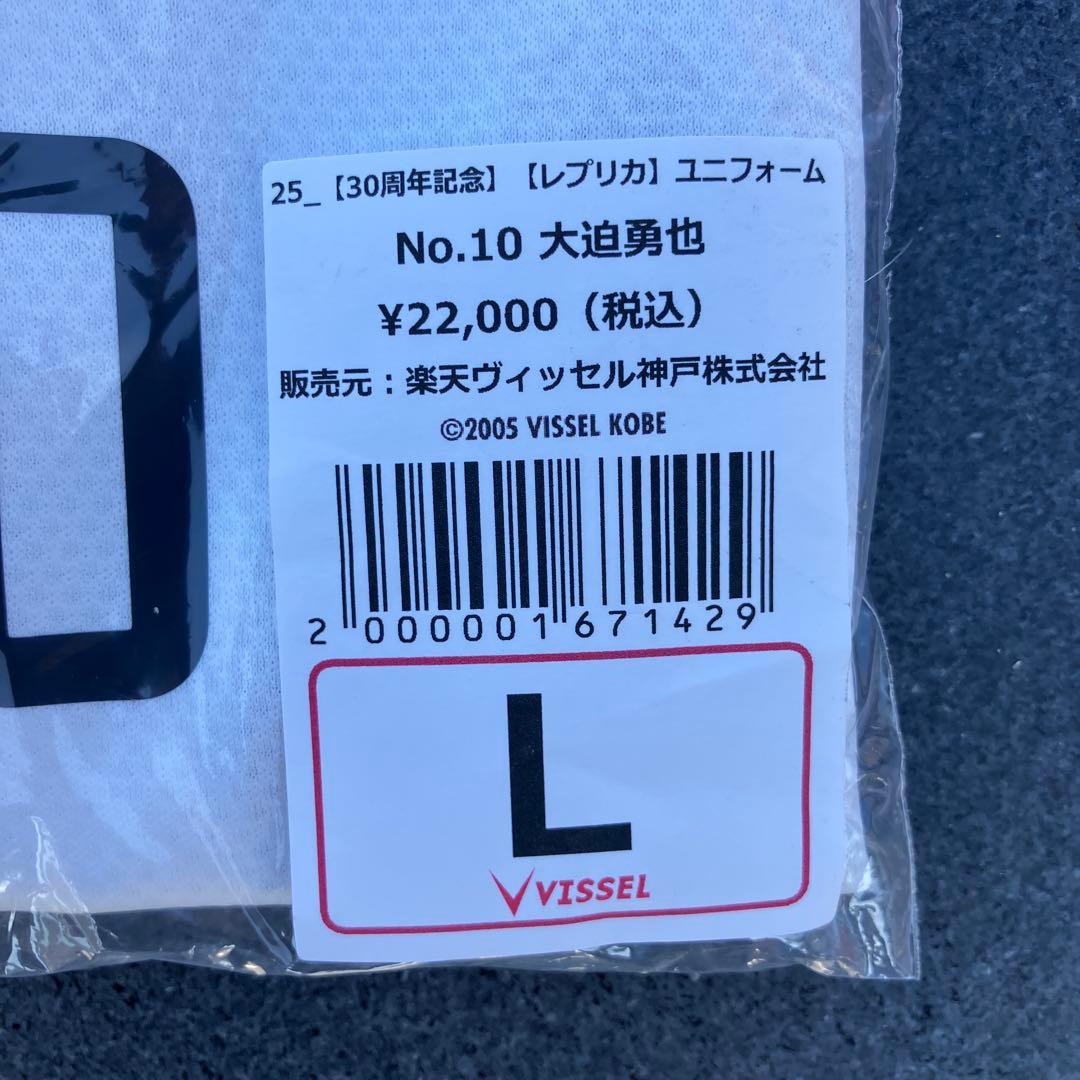 25_【30周年記念】【レプリカ】ユニフォーム
No.10 大迫勇也
¥22,000（税込）
販売元：楽天ヴィッセル神戸株式会社
©2005 VISSEL KOBE
2 000001 671429
L
VISSEL